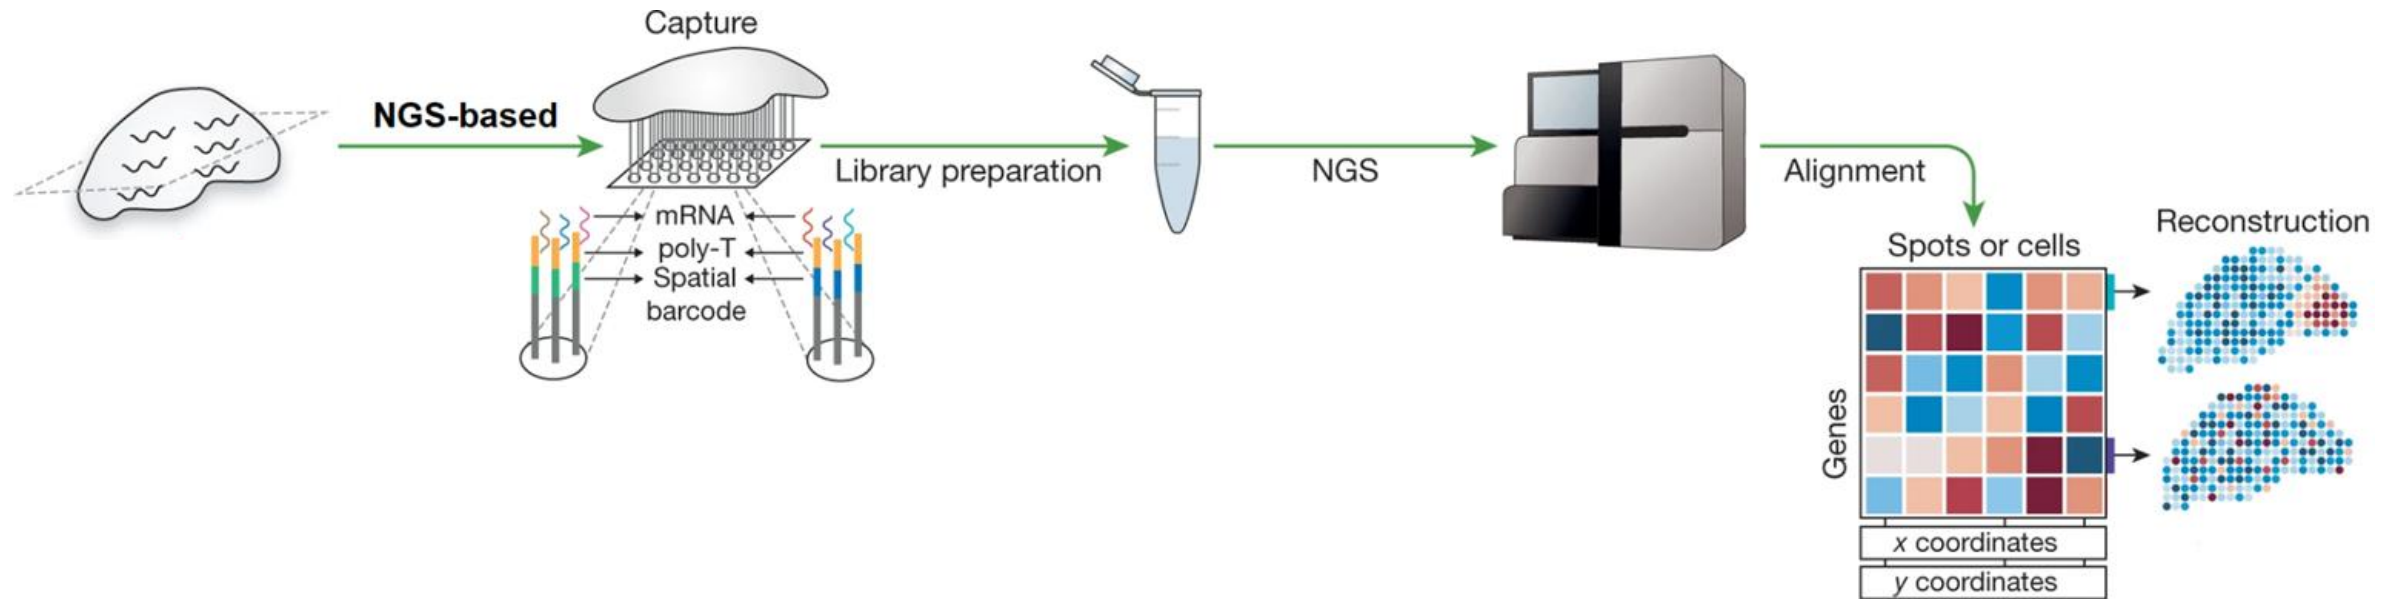 Capture
NGS-based
Library preparation
NGS
Alignment
mRNA
poly-T
Spatial
barcode
Spots or cells
Reconstruction
Genes
x coordinates
y coordinates